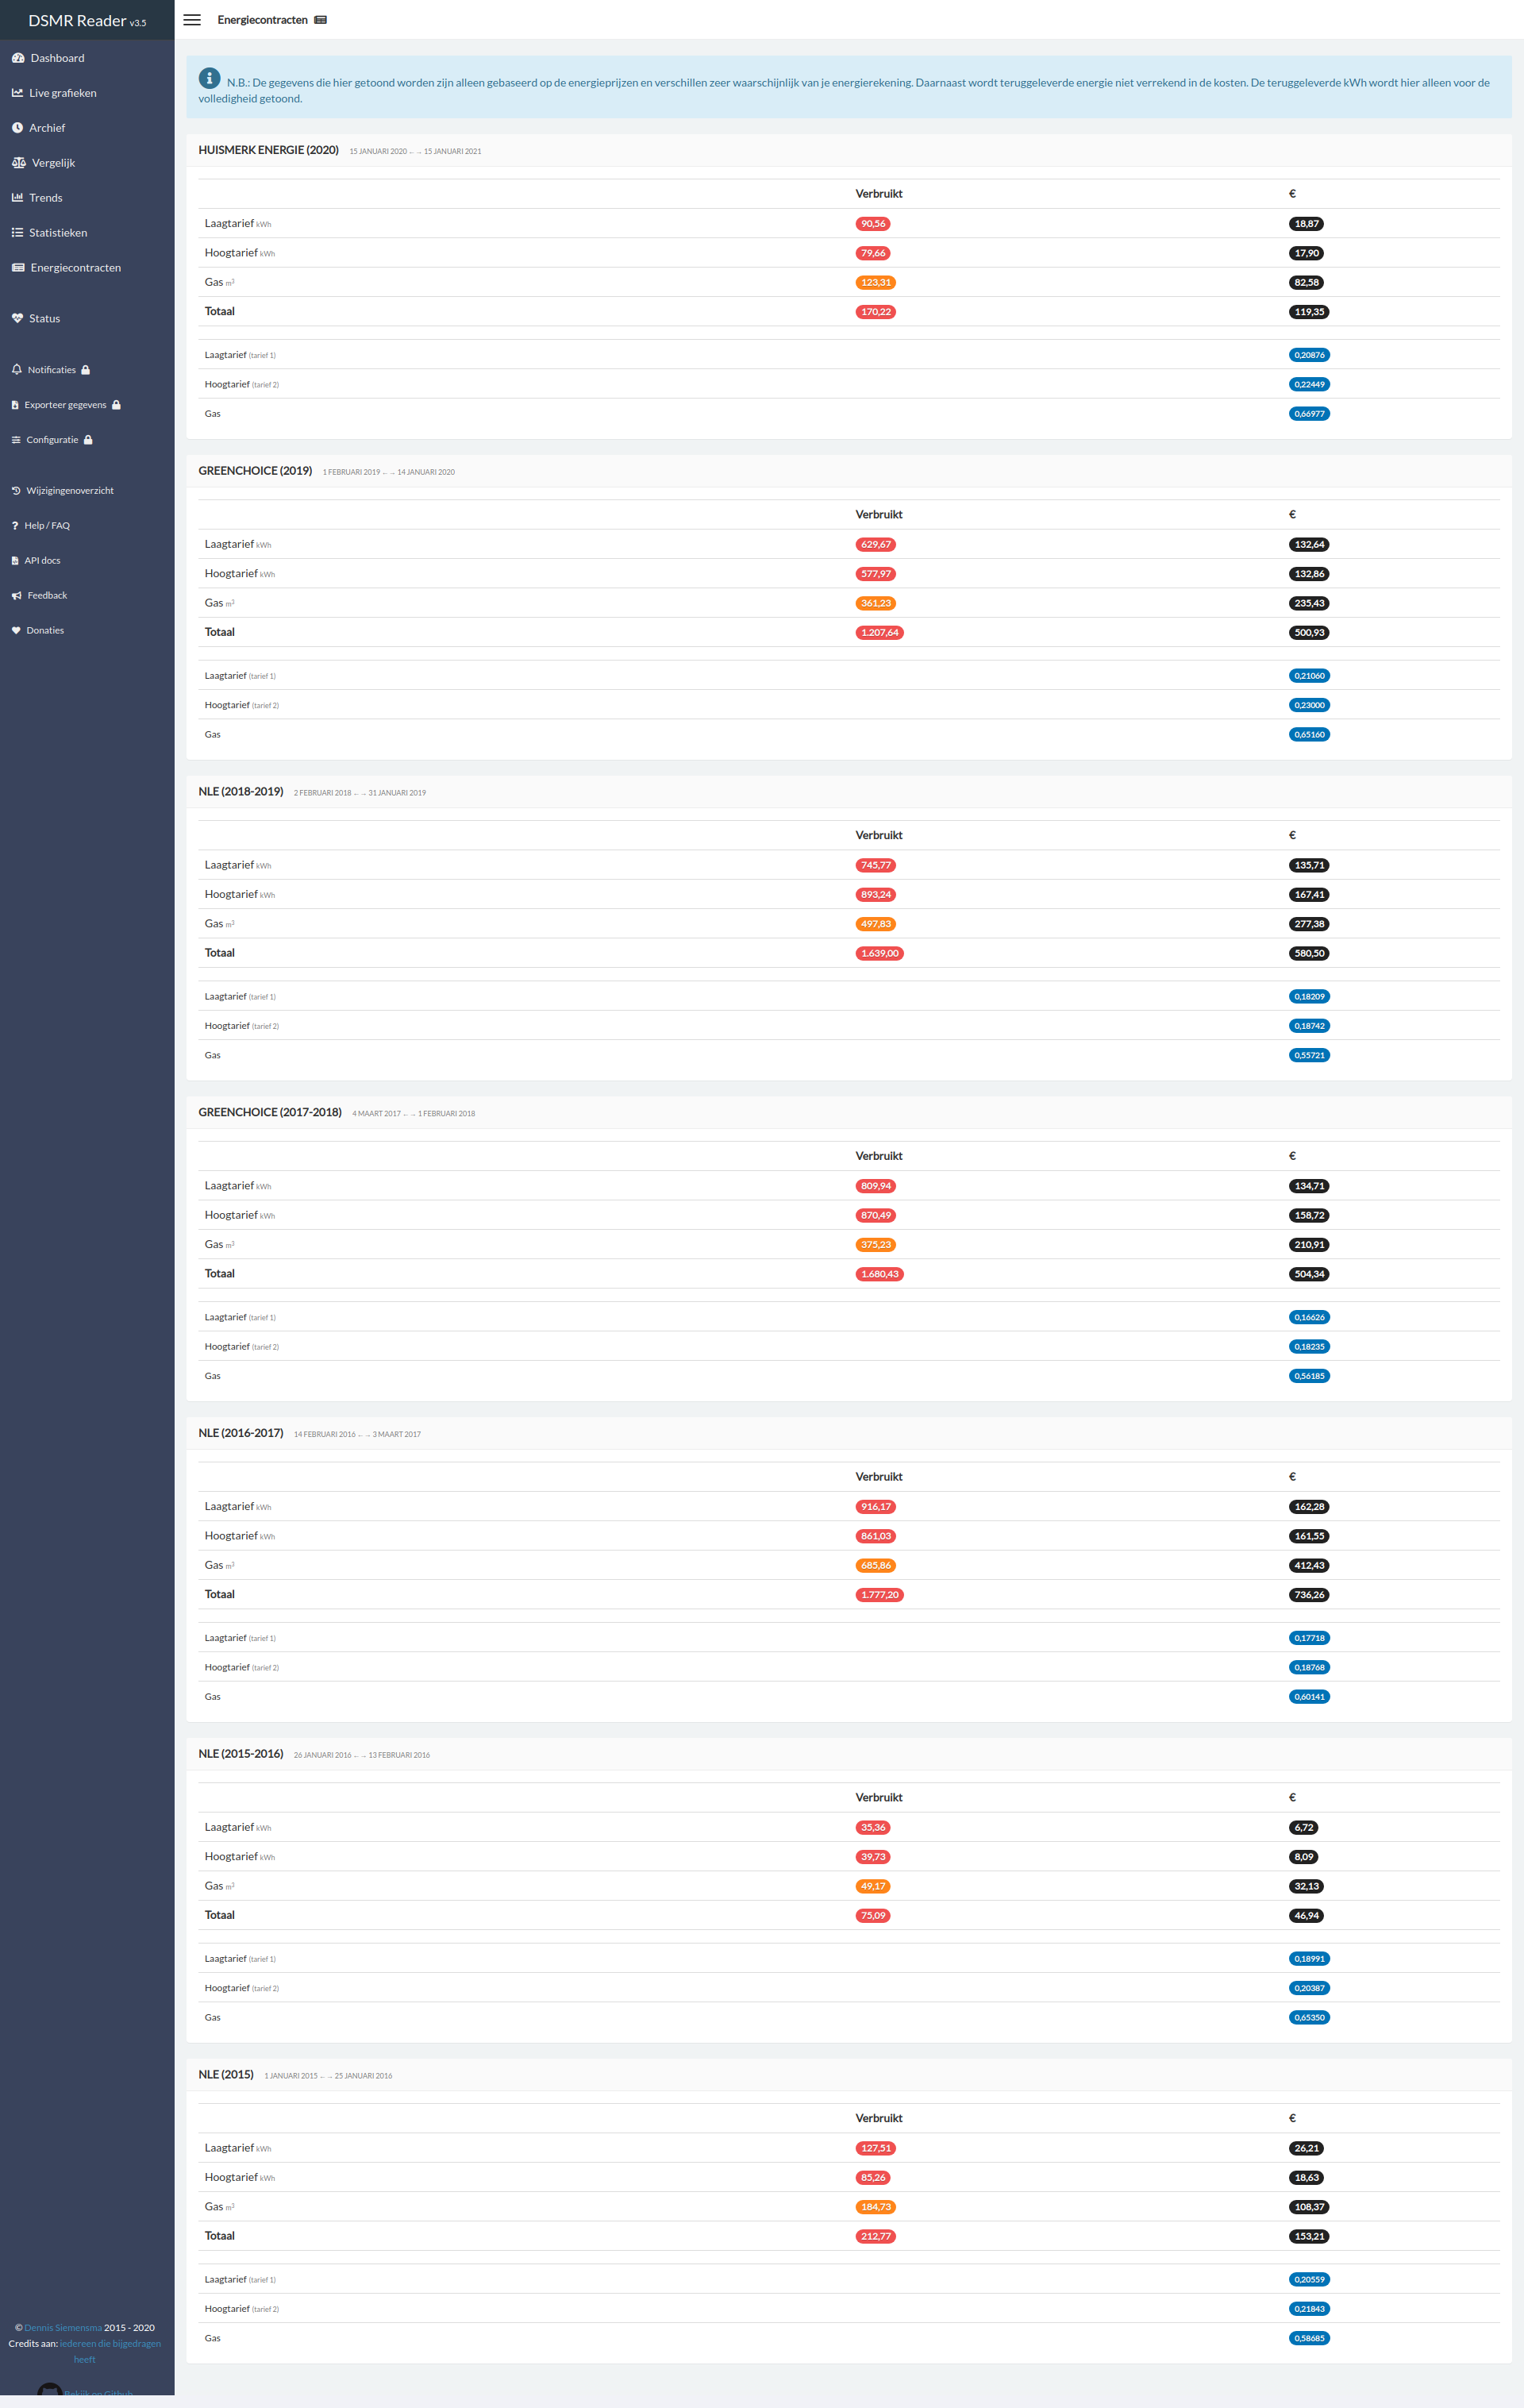 DSMR Reader v3.5
Dashboard
Live grafieken
Archief
Vergelijk
Trends
Statistieken
Energiecontracten
Status
Notificaties
Exporteer gegevens
Configuratie
Wijzigingenoverzicht
Help / FAQ
API docs
Feedback
Donaties
© Dennis Siemensma 2015 - 2020
Credits aan: iedereen die bijgedragen
heeft
Bekijk op Github
Energiecontracten
N.B.: De gegevens die hier getoond worden zijn alleen gebaseerd op de energieprijzen en verschillen zeer waarschijnlijk van je energierekening. Daarnaast wordt teruggeleverde energie niet verrekend in de kosten. De teruggeleverde kWh wordt hier alleen voor de
volledigheid getoond.
HUISMERK ENERGIE (2020) 15 JANUARI 2020 ←→ 15 JANUARI 2021
Verbruikt €
Laagtarief kWh 90,56 18,87
Hoogtarief kWh 79,66 17,90
Gas m³ 123,31 82,58
Totaal 170,22 119,35
Laagtarief (tarief 1) 0,20876
Hoogtarief (tarief 2) 0,22449
Gas 0,66977
GREENCHOICE (2019) 1 FEBRUARI 2019 ←→ 14 JANUARI 2020
Verbruikt €
Laagtarief kWh 629,67 132,64
Hoogtarief kWh 577,97 132,86
Gas m³ 361,23 235,43
Totaal 1.207,64 500,93
Laagtarief (tarief 1) 0,21060
Hoogtarief (tarief 2) 0,23000
Gas 0,65160
NLE (2018-2019) 2 FEBRUARI 2018 ←→ 31 JANUARI 2019
Verbruikt €
Laagtarief kWh 745,77 135,71
Hoogtarief kWh 893,24 167,41
Gas m³ 497,83 277,38
Totaal 1.639,00 580,50
Laagtarief (tarief 1) 0,18209
Hoogtarief (tarief 2) 0,18742
Gas 0,55721
GREENCHOICE (2017-2018) 4 MAART 2017 ←→ 1 FEBRUARI 2018
Verbruikt €
Laagtarief kWh 809,94 134,71
Hoogtarief kWh 870,49 158,72
Gas m³ 375,23 210,91
Totaal 1.680,43 504,34
Laagtarief (tarief 1) 0,16626
Hoogtarief (tarief 2) 0,18235
Gas 0,56185
NLE (2016-2017) 14 FEBRUARI 2016 ←→ 3 MAART 2017
Verbruikt €
Laagtarief kWh 916,17 162,28
Hoogtarief kWh 861,03 161,55
Gas m³ 685,86 412,43
Totaal 1.777,20 736,26
Laagtarief (tarief 1) 0,17718
Hoogtarief (tarief 2) 0,18768
Gas 0,60141
NLE (2015-2016) 26 JANUARI 2016 ←→ 13 FEBRUARI 2016
Verbruikt €
Laagtarief kWh 35,36 6,72
Hoogtarief kWh 39,73 8,09
Gas m³ 49,17 32,13
Totaal 75,09 46,94
Laagtarief (tarief 1) 0,18991
Hoogtarief (tarief 2) 0,20387
Gas 0,65350
NLE (2015) 1 JANUARI 2015 ←→ 25 JANUARI 2016
Verbruikt €
Laagtarief kWh 127,51 26,21
Hoogtarief kWh 85,26 18,63
Gas m³ 184,73 108,37
Totaal 212,77 153,21
Laagtarief (tarief 1) 0,20559
Hoogtarief (tarief 2) 0,21843
Gas 0,58685